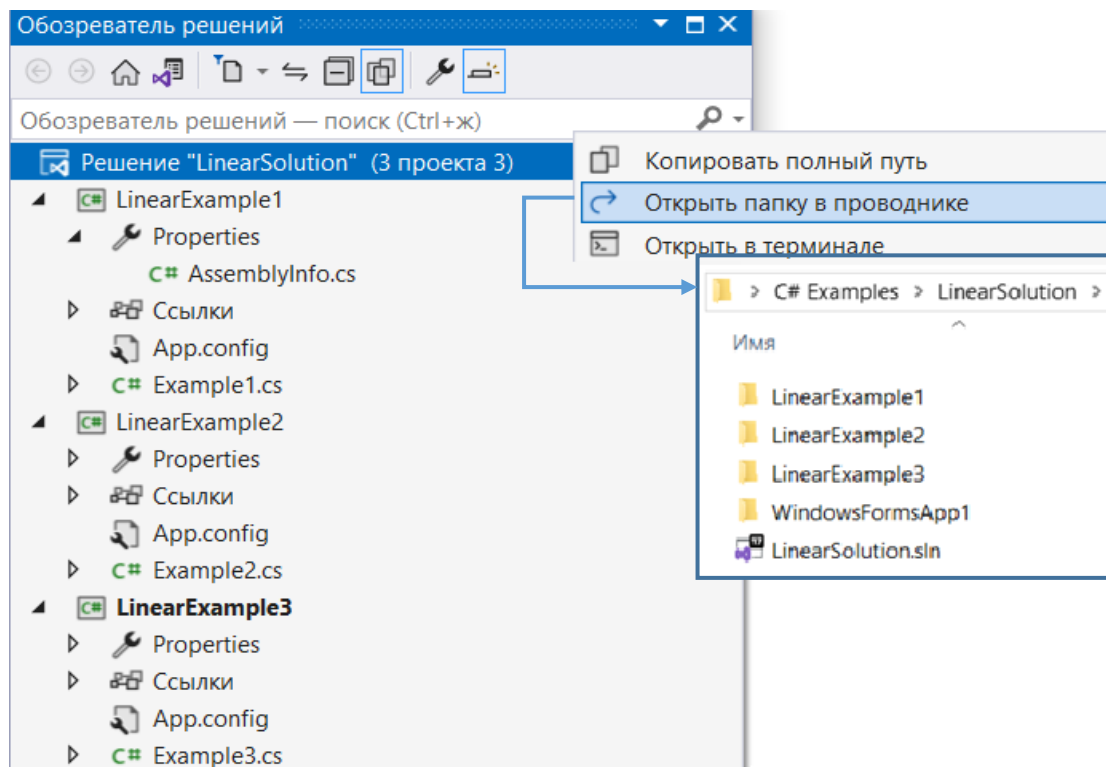 Обозреватель решений
Обозреватель решений — поиск (Ctrl+ж)
Решение "LinearSolution" (3 проекта 3)
C# LinearExample1
Properties
C# AssemblyInfo.cs
Ссылки
App.config
C# Example1.cs
C# LinearExample2
Properties
Ссылки
App.config
C# Example2.cs
C# LinearExample3
Properties
Ссылки
App.config
C# Example3.cs
Копировать полный путь
Открыть папку в проводнике
Открыть в терминале
> C# Examples > LinearSolution >
Имя
LinearExample1
LinearExample2
LinearExample3
WindowsFormsApp1
LinearSolution.sln